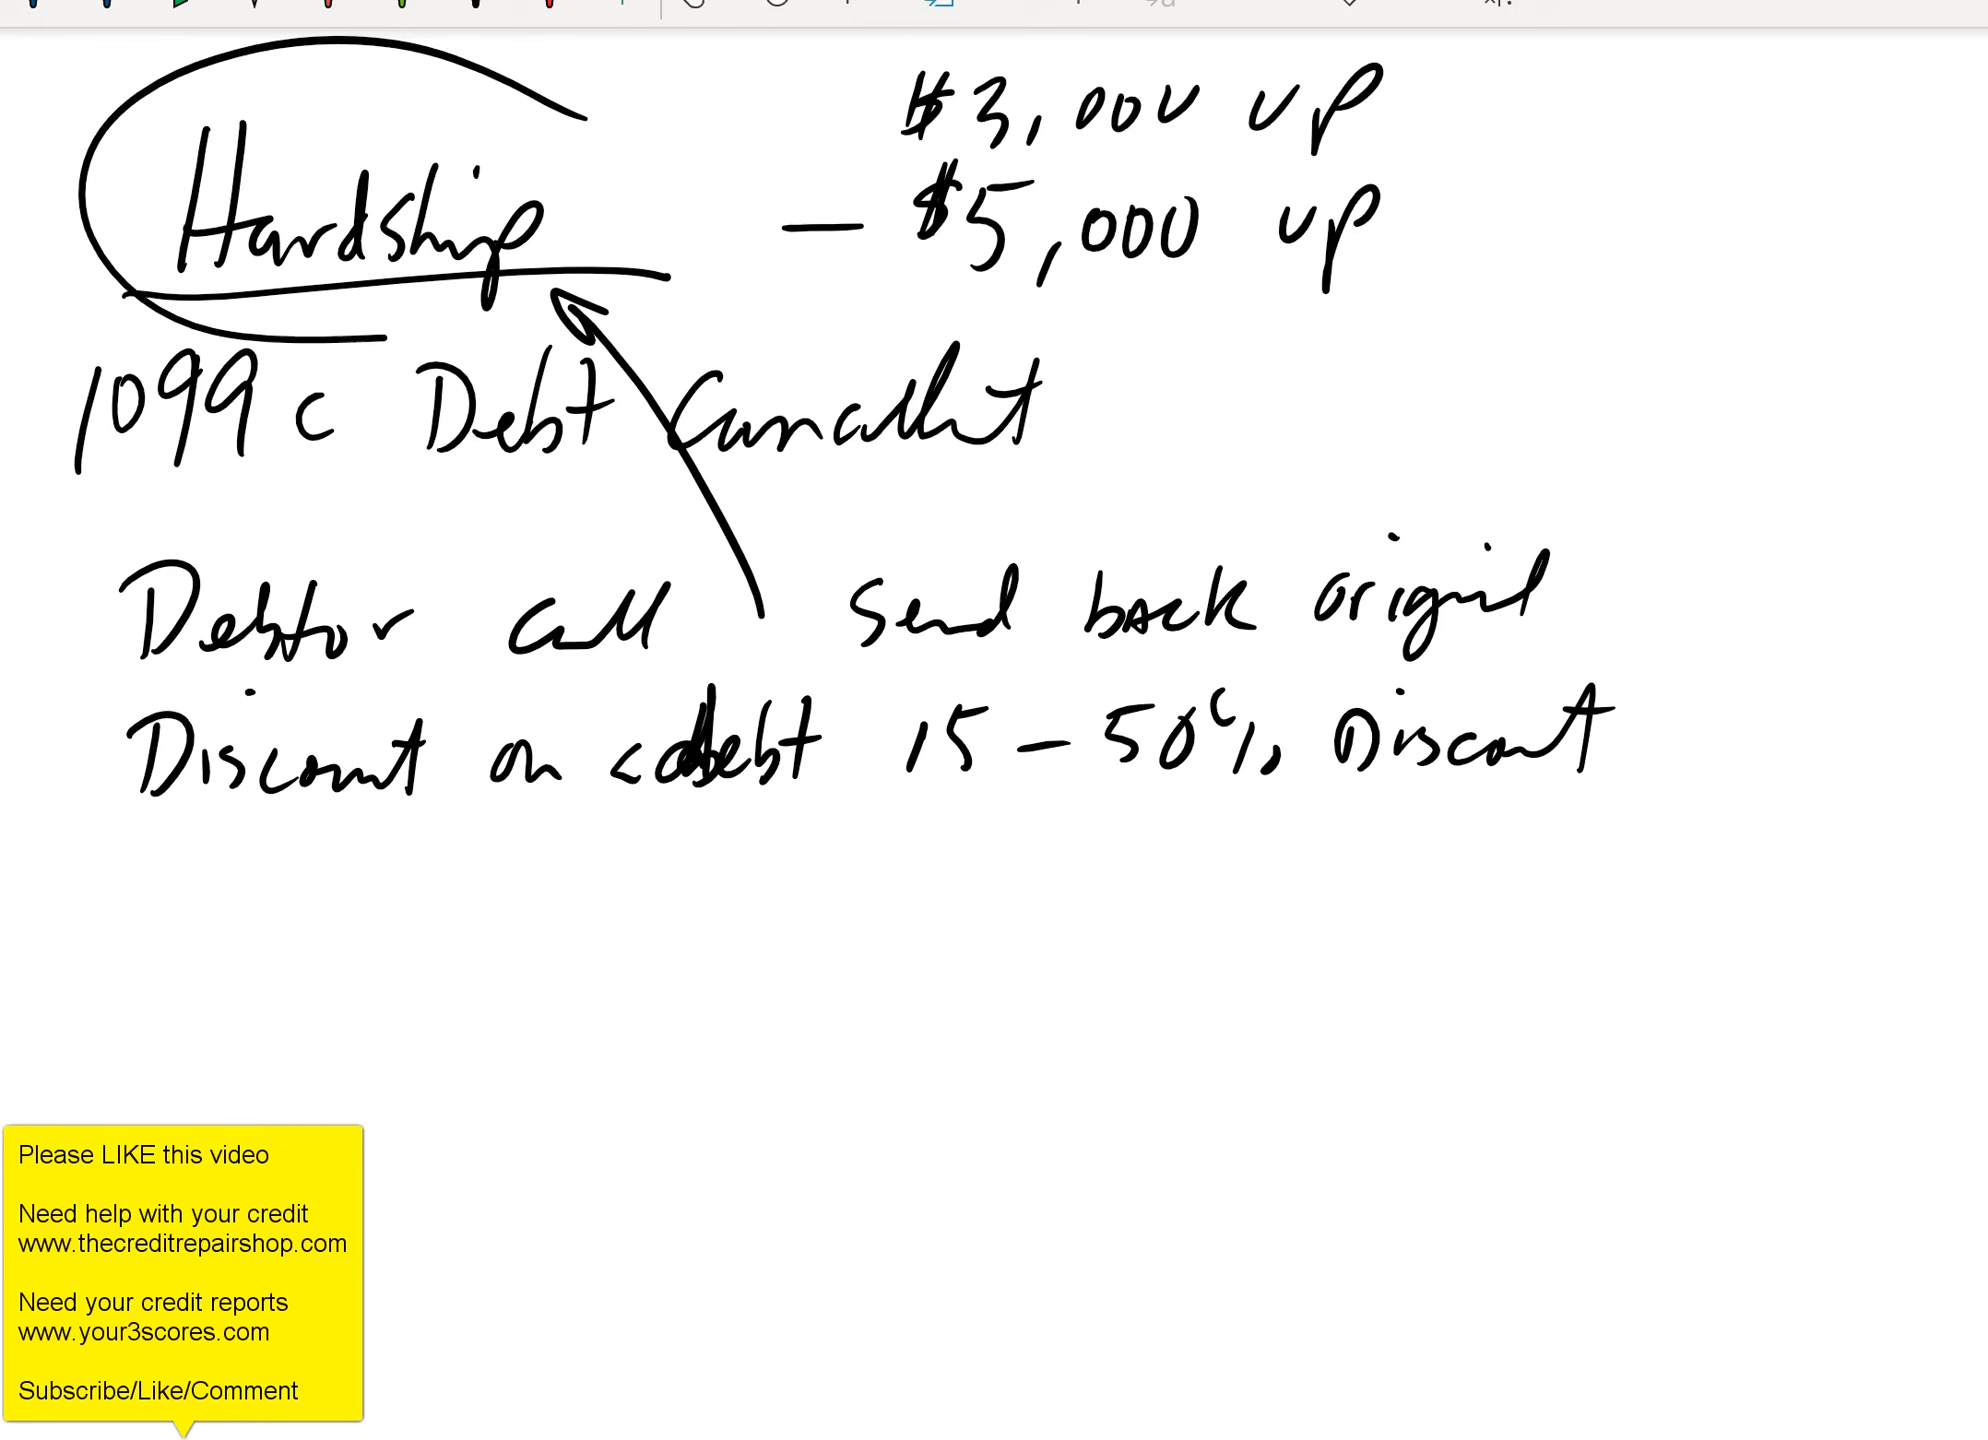 $3,000 up
Hardship – $5,000 up
1099c Debt
Debtor call send back original
Discount on debt 15 – 50% Discount
Please LIKE this video
Need help with your credit
www.thecreditrepairshop.com
Need your credit reports
www.your3scores.com
Subscribe/Like/Comment